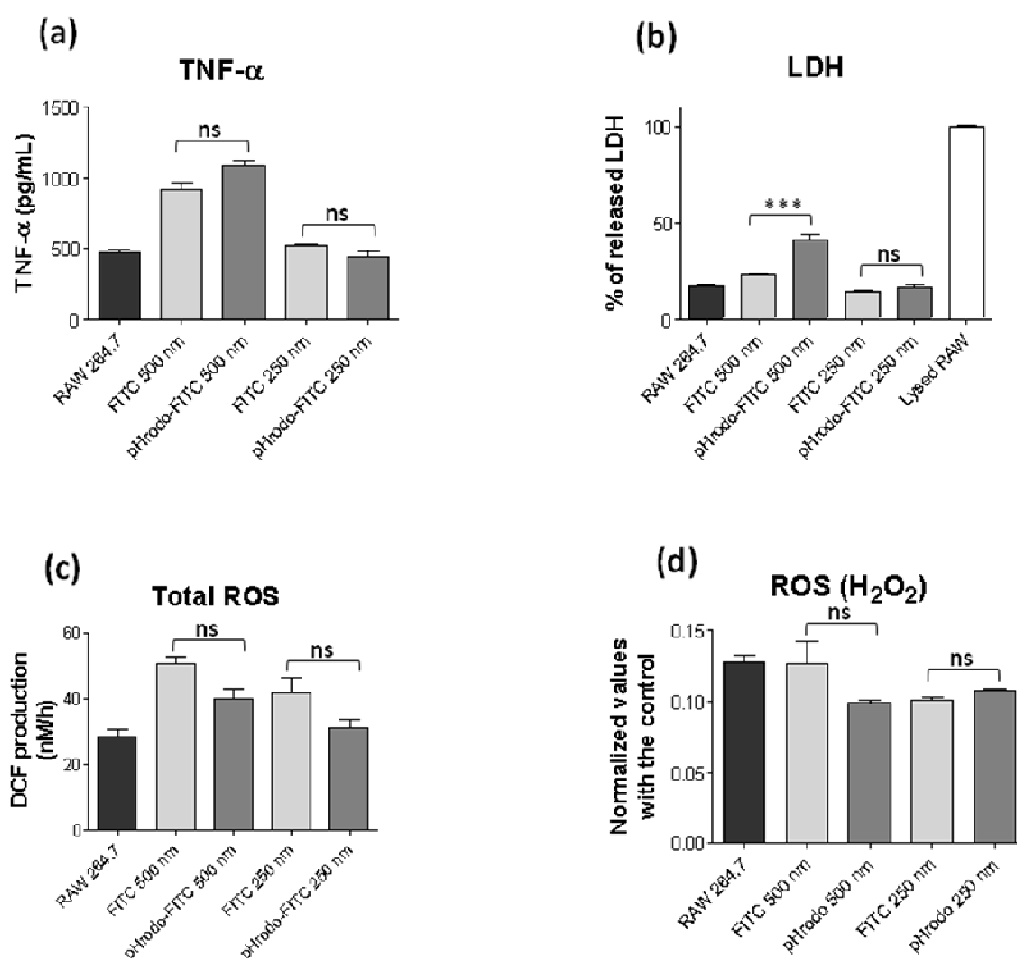 (a)
TNF-α
TNF-α (pg/mL)
1500
1000
500
0
ns
ns
RAW 264.7
FITC 500 nm
pHrodo-FITC 500 nm
FITC 250 nm
pHrodo-FITC 250 nm
(b)
LDH
% of released LDH
100
50
0
***
ns
RAW 264.7
FITC 500 nm
pHrodo-FITC 500 nm
FITC 250 nm
pHrodo-FITC 250 nm
Lysed RAW
(c)
Total ROS
DCF production
(nM/h)
60
40
20
0
ns
ns
RAW 264.7
FITC 500 nm
pHrodo-FITC 500 nm
FITC 250 nm
pHrodo-FITC 250 nm
(d)
ROS (H₂O₂)
Normalized values
with the control
0.15
0.10
0.05
0.00
ns
ns
RAW 264.7
FITC 500 nm
pHrodo 500 nm
FITC 250 nm
pHrodo 250 nm